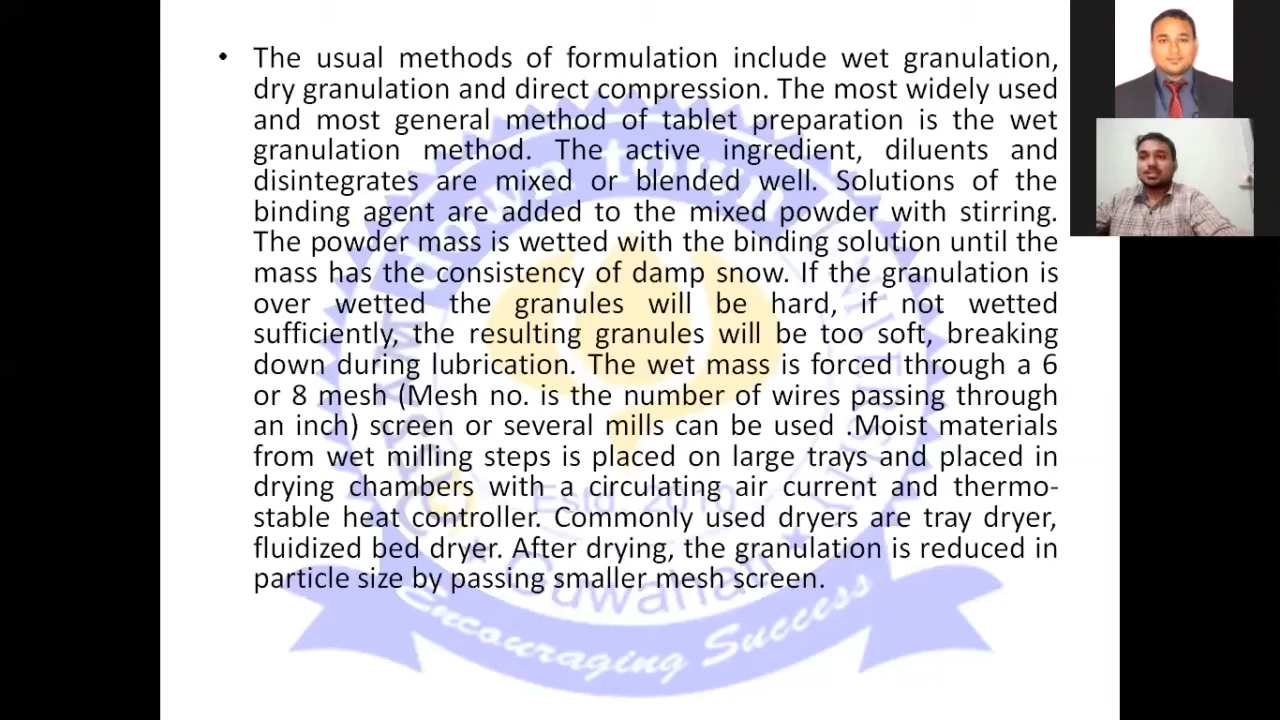 • The usual methods of formulation include wet granulation,
dry granulation and direct compression. The most widely used
and most general method of tablet preparation is the wet
granulation method. The active ingredient, diluents and
disintegrates are mixed or blended well. Solutions of the
binding agent are added to the mixed powder with stirring.
The powder mass is wetted with the binding solution until the
mass has the consistency of damp snow. If the granulation is
over wetted the granules will be hard, if not wetted
sufficiently, the resulting granules will be too soft, breaking
down during lubrication. The wet mass is forced through a 6
or 8 mesh (Mesh no. is the number of wires passing through
an inch) screen or several mills can be used .Moist materials
from wet milling steps is placed on large trays and placed in
drying chambers with a circulating air current and thermo-
stable heat controller. Commonly used dryers are tray dryer,
fluidized bed dryer. After drying, the granulation is reduced in
particle size by passing smaller mesh screen.
Estd. 2010
Guwahati
Encouraging Success